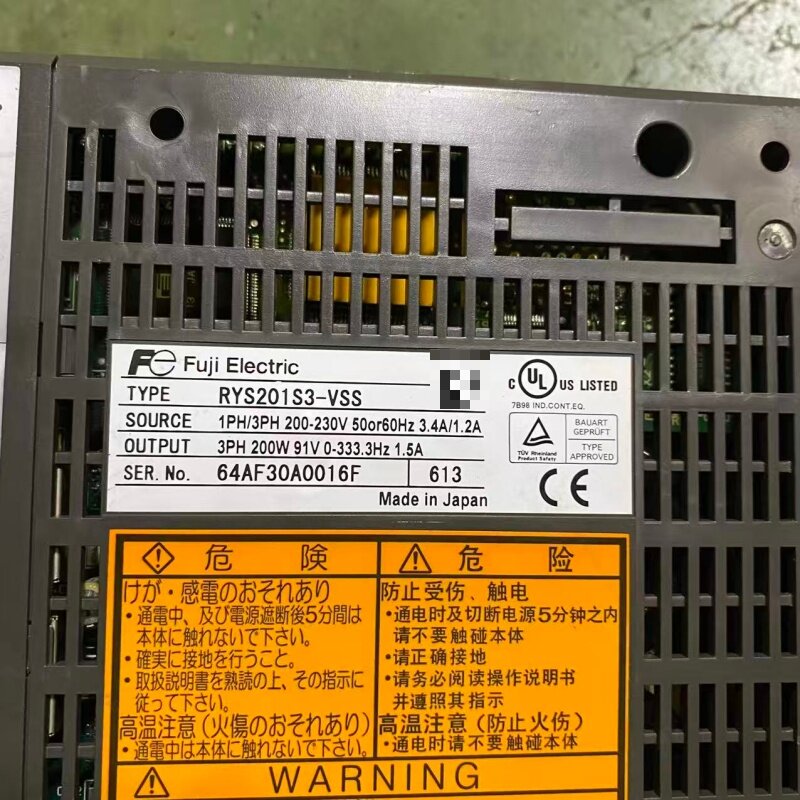 Fe Fuji Electric
TYPE RYS201S3-VSS
SOURCE 1PH/3PH 200-230V 50or60Hz 3.4A/1.2A
OUTPUT 3PH 200W 91V 0-333.3Hz 1.5A
SER. No. 64AF30A0016F 613
Made in Japan
C UL US LISTED
7B98 IND.CONT.EQ.
TÜV Rheinland
Product Safety
BAUART
GEPRÜFT
TYPE
APPROVED
CE
危 険
けが・感電のおそれあり
・通電中、及び電源遮断後5分間は
本体に触れないで下さい。
・確実に接地を行うこと。
・取扱説明書を熟読の上、その指示に
従って下さい。
高温注意(火傷のおそれあり)
・通電中は本体に触れないで下さい。
危 险
防止受伤、触电
・通电时及切断电源5分钟之内
请不要触碰本体
・请正确接地
・请务必阅读操作说明书
并遵照其指示
高温注意(防止火伤)
・通电时请不要触碰本体
WARNING